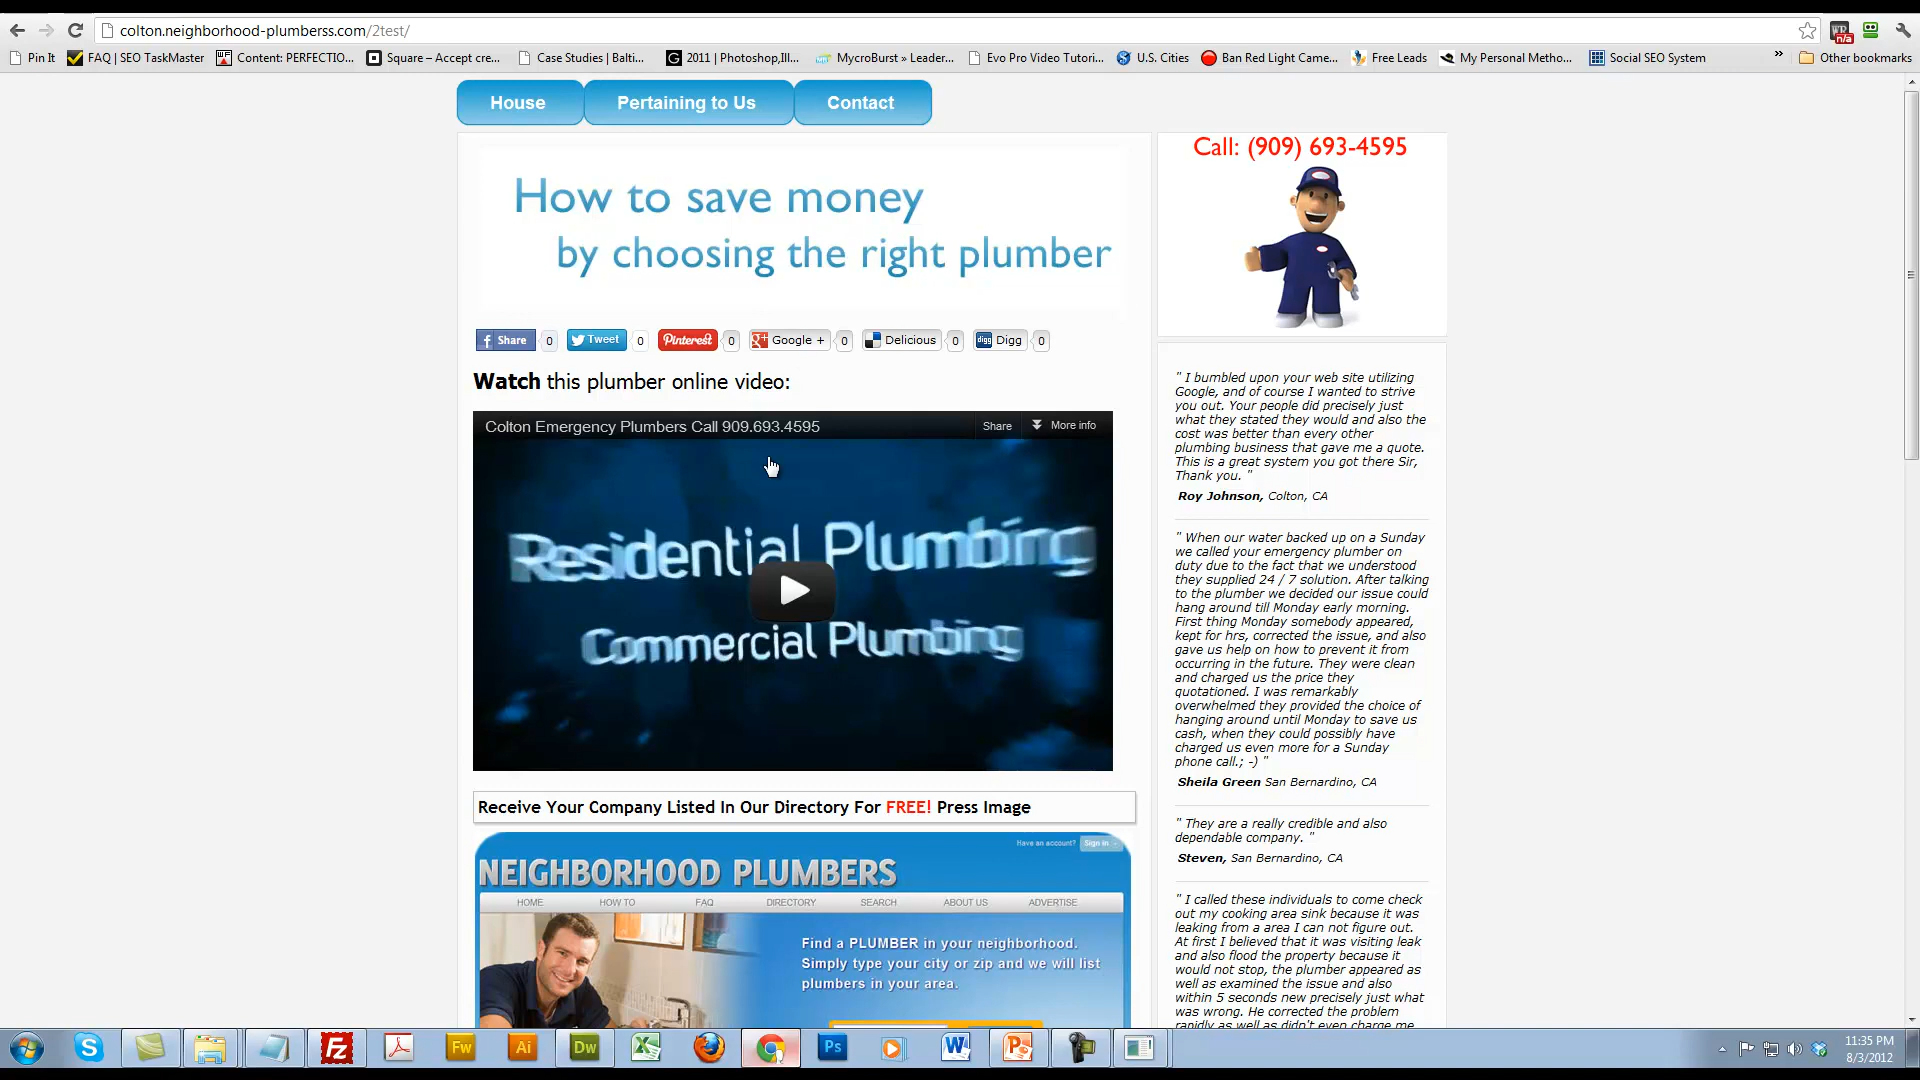 colton.neighborhood-plumberss.com/2test/
Pin It
FAQ | SEO TaskMaster
Content: PERFECTIO...
Square – Accept cre...
Case Studies | Balti...
2011 | Photoshop,Ill...
MycroBurst » Leader...
Evo Pro Video Tutori...
U.S. Cities
Ban Red Light Came...
Free Leads
My Personal Metho...
Social SEO System
»
Other bookmarks
n/a
House
Pertaining to Us
Contact
How to save money
by choosing the right plumber
Share 0
Tweet 0
Pinterest 0
Google + 0
Delicious 0
Digg 0
Watch this plumber online video:
Colton Emergency Plumbers Call 909.693.4595
Share
More info
Residential Plumbing
Commercial Plumbing
Receive Your Company Listed In Our Directory For FREE! Press Image
Have an account? Sign in
NEIGHBORHOOD PLUMBERS
HOME
HOW TO
FAQ
DIRECTORY
SEARCH
ABOUT US
ADVERTISE
Find a PLUMBER in your neighborhood.
Simply type your city or zip and we will list
plumbers in your area.
Call: (909) 693-4595
" I bumbled upon your web site utilizing
Google, and of course I wanted to strive
you out. Your people did precisely just
what they stated they would and also the
cost was better than every other
plumbing business that gave me a quote.
This is a great system you got there Sir,
Thank you. "
Roy Johnson, Colton, CA
" When our water backed up on a Sunday
we called your emergency plumber on
duty due to the fact that we understood
they supplied 24 / 7 solution. After talking
to the plumber we decided our issue could
hang around till Monday early morning.
First thing Monday somebody appeared,
kept for hrs, corrected the issue, and also
gave us help on how to prevent it from
occurring in the future. They were clean
and charged us the price they
quotationed. I was remarkably
overwhelmed they provided the choice of
hanging around until Monday to save us
cash, when they could possibly have
charged us even more for a Sunday
phone call.; -) "
Sheila Green San Bernardino, CA
" They are a really credible and also
dependable company. "
Steven, San Bernardino, CA
" I called these individuals to come check
out my cooking area sink because it was
leaking from a area I can not figure out.
At first I believed that it was visiting leak
and also flood the property because it
would not stop, the plumber appeared as
well as examined the issue and also
within 5 seconds new precisely just what
was wrong. He corrected the problem
rapidly as well as didn't even charge me
Fz
Fw
Ai
Dw
Ps
W
P
11:35 PM
8/3/2012